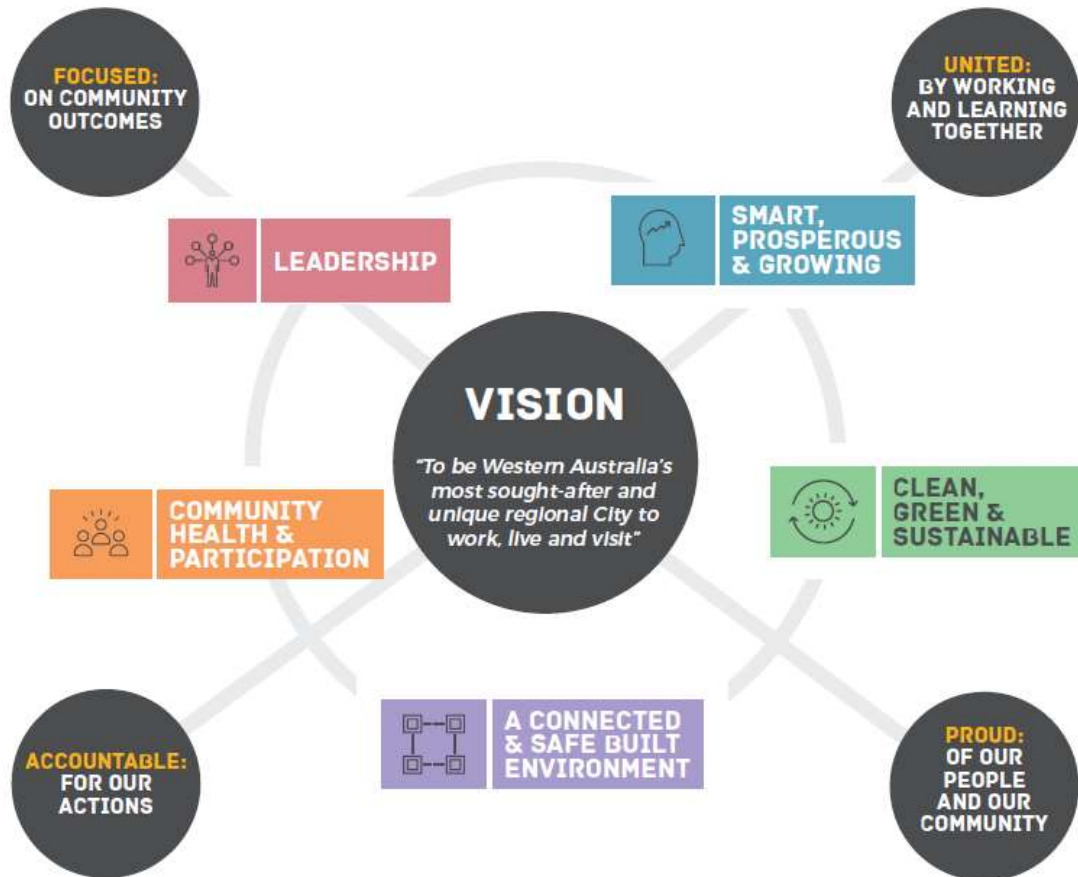 FOCUSED:
ON COMMUNITY
OUTCOMES
UNITED:
BY WORKING
AND LEARNING
TOGETHER
LEADERSHIP
SMART,
PROSPEROUS
& GROWING
VISION
"To be Western Australia's
most sought-after and
unique regional City to
work, live and visit"
COMMUNITY
HEALTH &
PARTICIPATION
CLEAN,
GREEN &
SUSTAINABLE
A CONNECTED
& SAFE BUILT
ENVIRONMENT
ACCOUNTABLE:
FOR OUR
ACTIONS
PROUD:
OF OUR
PEOPLE
AND OUR
COMMUNITY